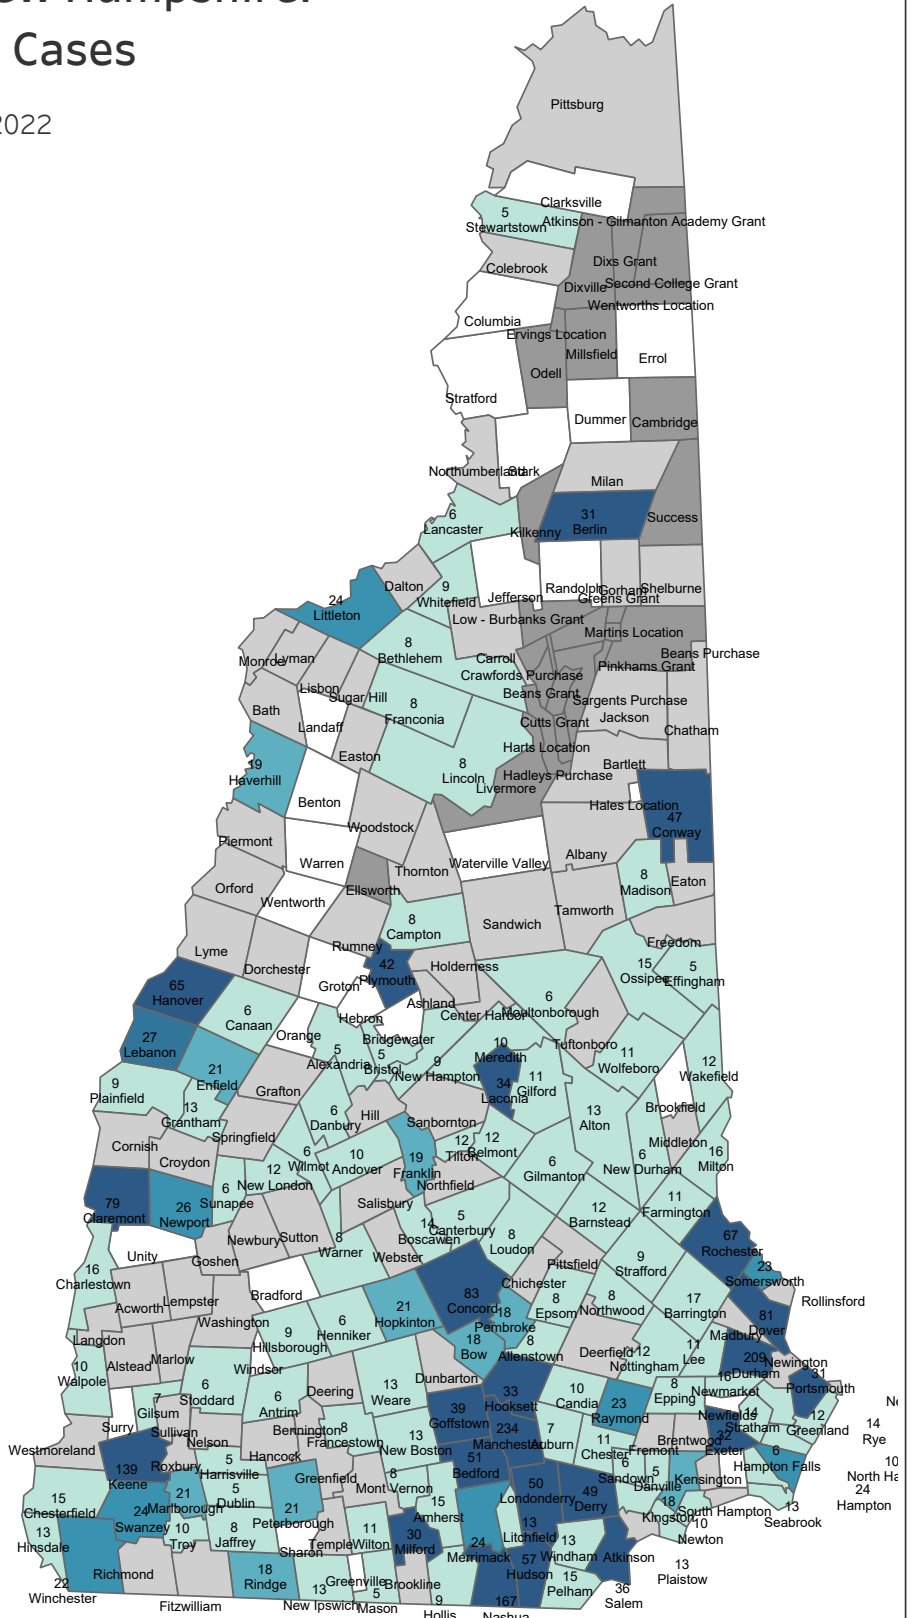 Cases
2022
Pittsburg
Clarksville
5
Stewartstown
Atkinson - Gilmanton Academy Grant
Colebrook
Dixs Grant
Dixville
Second College Grant
Wentworths Location
Columbia
Ervings Location
Millsfield
Errol
Odell
Stratford
Dummer
Cambridge
Northumberland
Stark
Milan
6
Lancaster
31
Berlin
Success
Kilkenny
Dalton
9
Whitefield
Jefferson
Randolph
Gorham
Shelburne
Greens Grant
24
Littleton
Low - Burbanks Grant
Martins Location
8
Bethlehem
Carroll
Beans Purchase
Monroe
Lyman
Crawfords Purchase
Pinkhams Grant
Lisbon
Sugar Hill
Beans Grant
Sargents Purchase
Bath
8
Franconia
Jackson
Landaff
Cutts Grant
Chatham
Easton
Harts Location
19
Haverhill
8
Lincoln
Hadleys Purchase
Bartlett
Livermore
Benton
Hales Location
47
Conway
Woodstock
Piermont
Warren
Thornton
Waterville Valley
Albany
Orford
Ellsworth
8
Madison
Eaton
Wentworth
Tamworth
8
Campton
Sandwich
Rumney
Freedom
Lyme
Dorchester
42
Plymouth
Holderness
15
Ossipee
5
Effingham
65
Hanover
Groton
Ashland
6
Canaan
Hebron
Center Harbor
6
Moultonborough
Orange
Bridgewater
27
Lebanon
5
Alexandria
5
Bristol
10
Meredith
Tuftonboro
11
Wolfeboro
12
Wakefield
21
Enfield
9
New Hampton
34
Laconia
11
Gilford
9
Plainfield
Grafton
13
Grantham
6
Danbury
Hill
Sanbornton
13
Alton
Brookfield
Springfield
Middleton
Cornish
Croydon
6
Wilmot
10
Andover
19
Franklin
12
Tilton
12
Belmont
6
Gilmanton
6
New Durham
16
Milton
12
New London
Northfield
79
Claremont
26
Newport
6
Sunapee
Salisbury
11
Farmington
14
Boscawen
5
Canterbury
12
Barnstead
Newbury
Sutton
8
Warner
Webster
8
Loudon
67
Rochester
Unity
Goshen
Pittsfield
9
Strafford
23
Somersworth
16
Charlestown
Chichester
Bradford
83
Concord
Rollinsford
Acworth
Lempster
21
Hopkinton
18
Pembroke
8
Epsom
8
Northwood
17
Barrington
Washington
6
Henniker
81
Dover
Langdon
9
Hillsborough
18
Bow
8
Allenstown
Deerfield
12
Nottingham
11
Lee
Madbury
Alstead
Marlow
Windsor
209
Durham
Newington
10
Walpole
Dunbarton
31
Portsmouth
6
Stoddard
Deering
13
Weare
33
Hooksett
10
Candia
23
Raymond
8
Epping
16
Newmarket
7
Gilsum
6
Antrim
39
Goffstown
Newfields
14
Stratham
12
Greenland
Surry
Sullivan
Bennington
8
Francestown
234
Manchester
7
Auburn
14
Rye
Westmoreland
Nelson
Hancock
13
New Boston
11
Chester
Fremont
Brentwood
32
Exeter
139
Keene
Roxbury
5
Harrisville
51
Bedford
6
Hampton Falls
10
North Ha
Greenfield
8
Mont Vernon
6
Sandown
5
Danville
Kensington
24
Hampton
15
Chesterfield
21
Marlborough
5
Dublin
21
Peterborough
15
Amherst
50
Londonderry
49
Derry
18
Kingston
South Hampton
13
Seabrook
24
Swanzey
13
Hinsdale
10
Troy
8
Jaffrey
Temple
11
Wilton
30
Milford
13
Litchfield
10
Newton
Sharon
24
Merrimack
13
Windham
Atkinson
13
Plaistow
22
Winchester
Richmond
18
Rindge
57
Hudson
15
Pelham
36
Salem
Fitzwilliam
13
New Ipswich
Greenville
5
Mason
Brookline
9
Hollis
167
Nashua